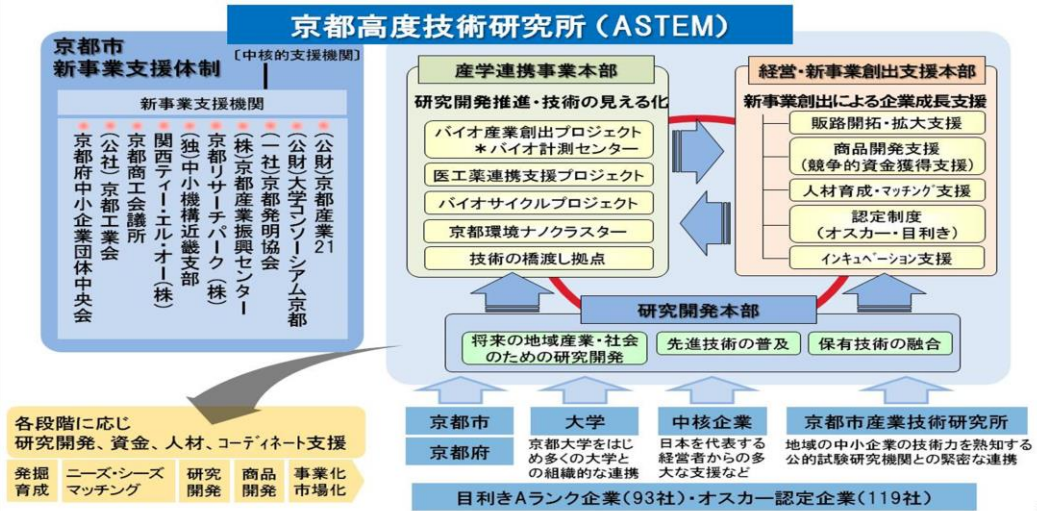 京都高度技術研究所（ASTEM）
京都市
新事業支援体制
〔中核的支援機関〕
新事業支援機関
(公財)京都産業21
(公財)大学コンソーシアム京都
(一社)京都発明協会
(株)京都産業振興センター
京都リサーチパーク(株)
(独)中小機構近畿支部
関西ティー・エル・オー(株)
京都商工会議所
(公社)京都工業会
京都府中小企業団体中央会
産学連携事業本部
研究開発推進・技術の見える化
バイオ産業創出プロジェクト
＊バイオ計測センター
医工薬連携支援プロジェクト
バイオサイクルプロジェクト
京都環境ナノクラスター
技術の橋渡し拠点
経営・新事業創出支援本部
新事業創出による企業成長支援
販路開拓・拡大支援
商品開発支援
(競争的資金獲得支援)
人材育成・マッチング支援
認定制度
(オスカー・目利き)
インキュベーション支援
研究開発本部
将来の地域産業・社会
のための研究開発
先進技術の普及
保有技術の融合
各段階に応じ
研究開発、資金、人材、コーディネート支援
発掘
育成
ニーズ・シーズ
マッチング
研究
開発
商品
開発
事業化
市場化
京都市
京都府
大学
京都大学をはじ
め多くの大学と
の組織的な連携
中核企業
日本を代表する
経営者からの多
大な支援など
京都市産業技術研究所
地域の中小企業の技術力を熟知する
公的試験研究機関との緊密な連携
目利きAランク企業(93社)・オスカー認定企業(119社)